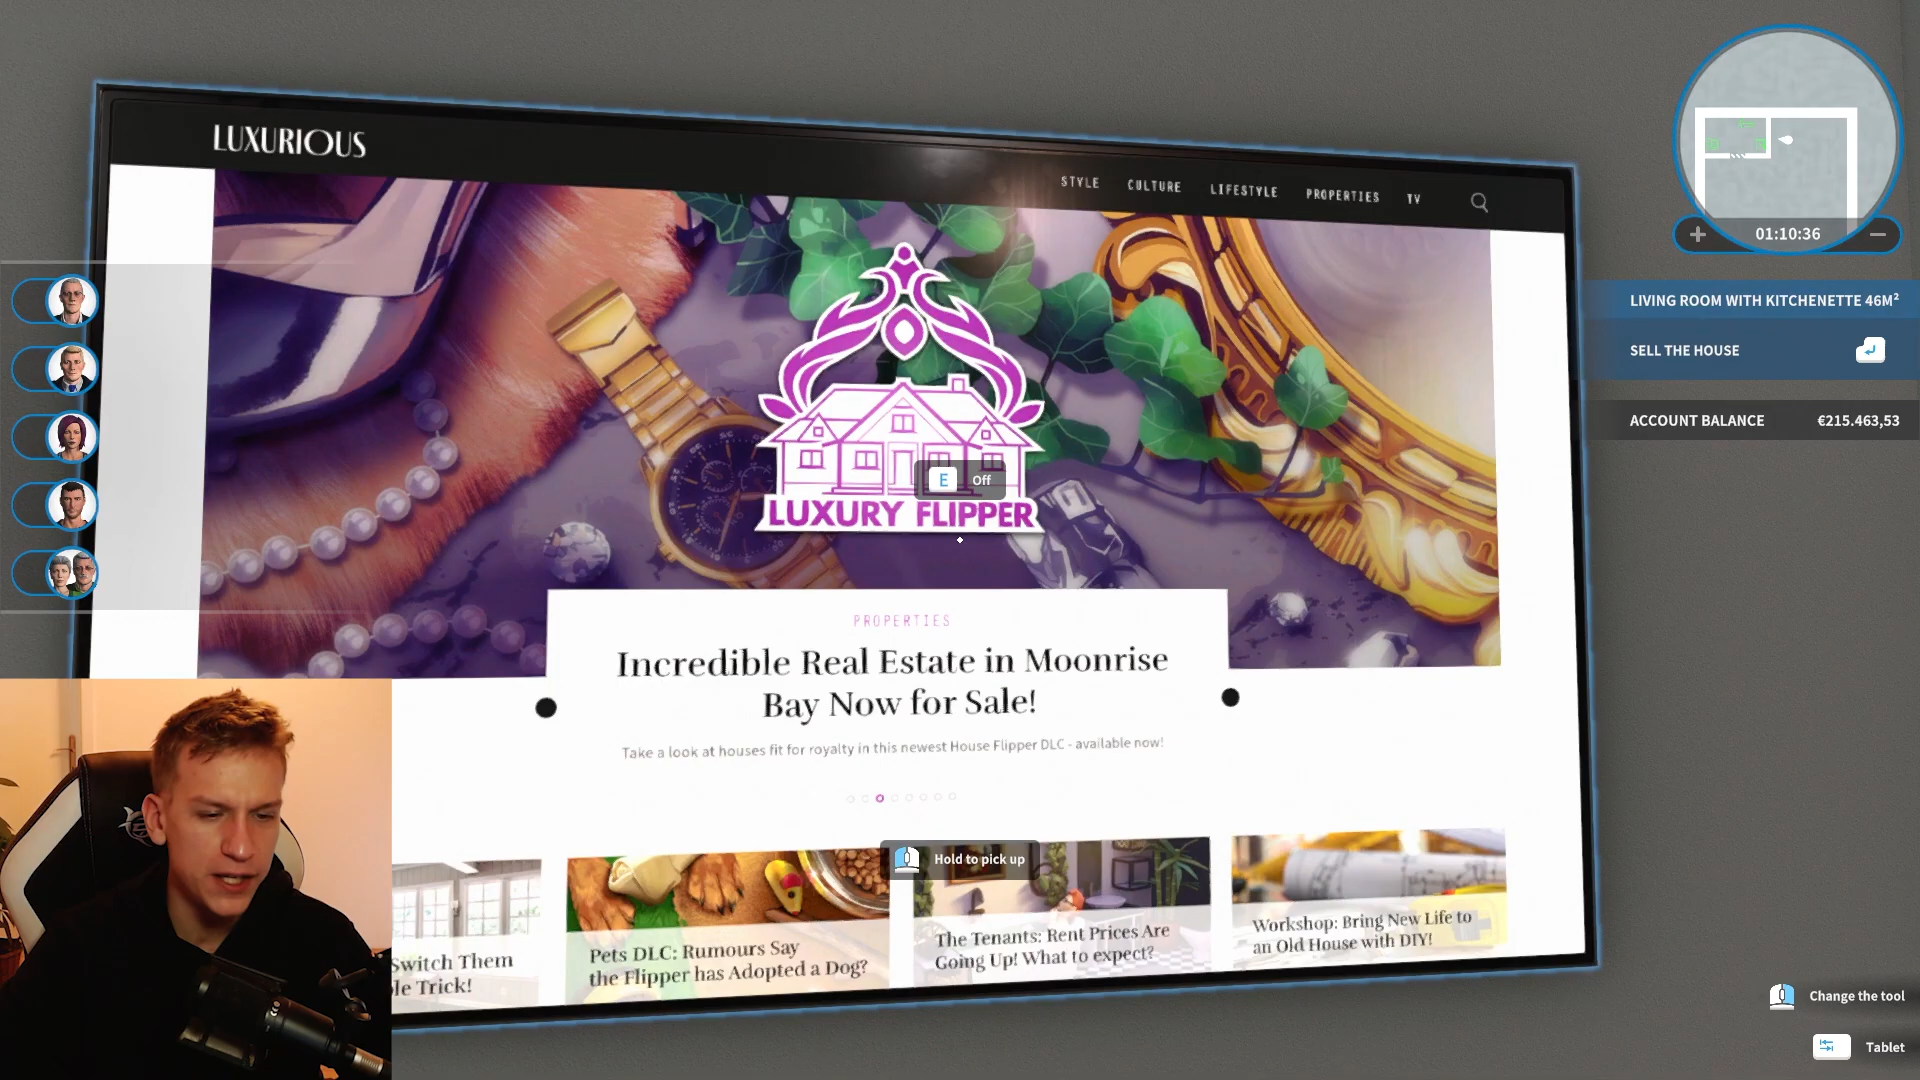 LUXURIOUS
STYLE CULTURE LIFESTYLE PROPERTIES TV
01:10:36
LIVING ROOM WITH KITCHENETTE 46M²
SELL THE HOUSE
ACCOUNT BALANCE €215.463,53
E Off
LUXURY FLIPPER
PROPERTIES
Incredible Real Estate in Moonrise
Bay Now for Sale!
Take a look at houses fit for royalty in this newest House Flipper DLC - available now!
Hold to pick up
Switch Them
le Trick!
Pets DLC: Rumours Say
the Flipper has Adopted a Dog?
The Tenants: Rent Prices Are
Going Up! What to expect?
Workshop: Bring New Life to
an Old House with DIY!
Change the tool
Tablet